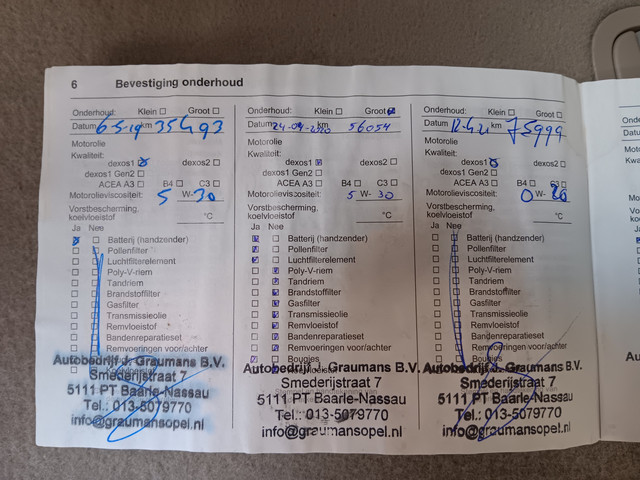 6 Bevestiging onderhoud
Onderhoud: Klein Groot
Datum 6-5-19 km 35493
Motorolie
Kwaliteit:
dexos1 dexos2
dexos1 Gen2
ACEA A3 B4 C3
Motorolieviscositeit: 5 W- 30
Vorstbescherming,
koelvloeistof °C
Ja Nee
Batterij (handzender)
Pollenfilter
Luchtfilterelement
Poly-V-riem
Tandriem
Brandstoffilter
Gasfilter
Transmissieolie
Remvloeistof
Bandenreparatieset
Remvoeringen voor/achter
Autobedrijf J. Graumans B.V.
Smederijstraat 7
5111 PT Baarle-Nassau
Tel.: 013-5079770
info@graumansopel.nl
Onderhoud: Klein Groot
Datum 24-04-2020 km 56054
Motorolie
Kwaliteit:
dexos1 dexos2
dexos1 Gen2
ACEA A3 B4 C3
Motorolieviscositeit: 5 W- 30
Vorstbescherming,
koelvloeistof °C
Ja Nee
Batterij (handzender)
Pollenfilter
Luchtfilterelement
Poly-V-riem
Tandriem
Brandstoffilter
Gasfilter
Transmissieolie
Remvloeistof
Bandenreparatieset
Remvoeringen voor/achter
Bougies
Autobedrijf J. Graumans B.V.
Smederijstraat 7
5111 PT Baarle-Nassau
Tel.: 013-5079770
info@graumansopel.nl
Onderhoud: Klein Groot
Datum 12-4-21 km 75999
Motorolie
Kwaliteit:
dexos1 dexos2
dexos1 Gen2
ACEA A3 B4 C3
Motorolieviscositeit: 0 W- 20
Vorstbescherming,
koelvloeistof °C
Ja Nee
Batterij (handzender)
Pollenfilter
Luchtfilterelement
Poly-V-riem
Tandriem
Brandstoffilter
Gasfilter
Transmissieolie
Remvloeistof
Bandenreparatieset
Remvoeringen voor/achter
Bougies
Autobedrijf J. Graumans B.V.
Smederijstraat 7
5111 PT Baarle-Nassau
Tel.: 013-5079770
info@graumansopel.nl